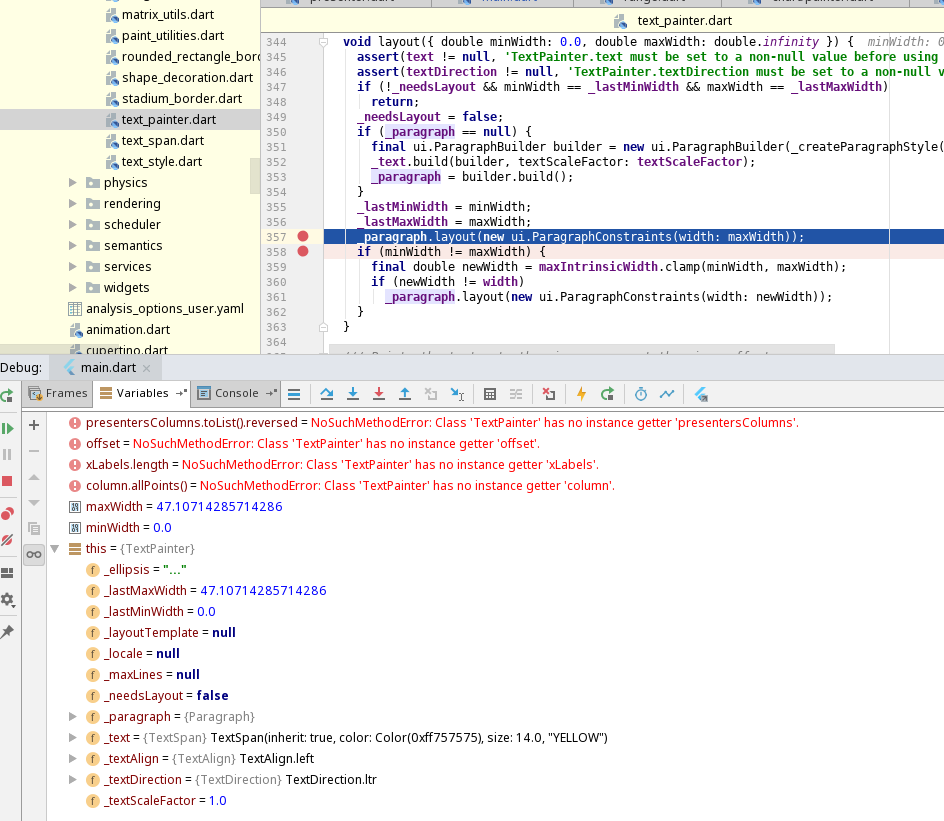 matrix_utils.dart
paint_utilities.dart
rounded_rectangle_bor
shape_decoration.dart
stadium_border.dart
text_painter.dart
text_span.dart
text_style.dart
physics
rendering
scheduler
semantics
services
widgets
analysis_options_user.yaml
animation.dart
cupertino.dart
text_painter.dart
344 void layout({ double minWidth: 0.0, double maxWidth: double.infinity }) { minWidth: 0
345 assert(text != null, 'TextPainter.text must be set to a non-null value before using
346 assert(textDirection != null, 'TextPainter.textDirection must be set to a non-null v
347 if (!_needsLayout && minWidth == _lastMinWidth && maxWidth == _lastMaxWidth)
348 return;
349 _needsLayout = false;
350 if (_paragraph == null) {
351 final ui.ParagraphBuilder builder = new ui.ParagraphBuilder(_createParagraphStyle(
352 _text.build(builder, textScaleFactor: textScaleFactor);
353 _paragraph = builder.build();
354 }
355 _lastMinWidth = minWidth;
356 _lastMaxWidth = maxWidth;
357 _paragraph.layout(new ui.ParagraphConstraints(width: maxWidth));
358 if (minWidth != maxWidth) {
359 final double newWidth = maxIntrinsicWidth.clamp(minWidth, maxWidth);
360 if (newWidth != width)
361 _paragraph.layout(new ui.ParagraphConstraints(width: newWidth));
362 }
363 }
364
Debug: main.dart
Frames Variables Console
presentersColumns.toList().reversed = NoSuchMethodError: Class 'TextPainter' has no instance getter 'presentersColumns'.
offset = NoSuchMethodError: Class 'TextPainter' has no instance getter 'offset'.
xLabels.length = NoSuchMethodError: Class 'TextPainter' has no instance getter 'xLabels'.
column.allPoints() = NoSuchMethodError: Class 'TextPainter' has no instance getter 'column'.
maxWidth = 47.10714285714286
minWidth = 0.0
this = {TextPainter}
_ellipsis = "..."
_lastMaxWidth = 47.10714285714286
_lastMinWidth = 0.0
_layoutTemplate = null
_locale = null
_maxLines = null
_needsLayout = false
_paragraph = {Paragraph}
_text = {TextSpan} TextSpan(inherit: true, color: Color(0xff757575), size: 14.0, "YELLOW")
_textAlign = {TextAlign} TextAlign.left
_textDirection = {TextDirection} TextDirection.ltr
_textScaleFactor = 1.0